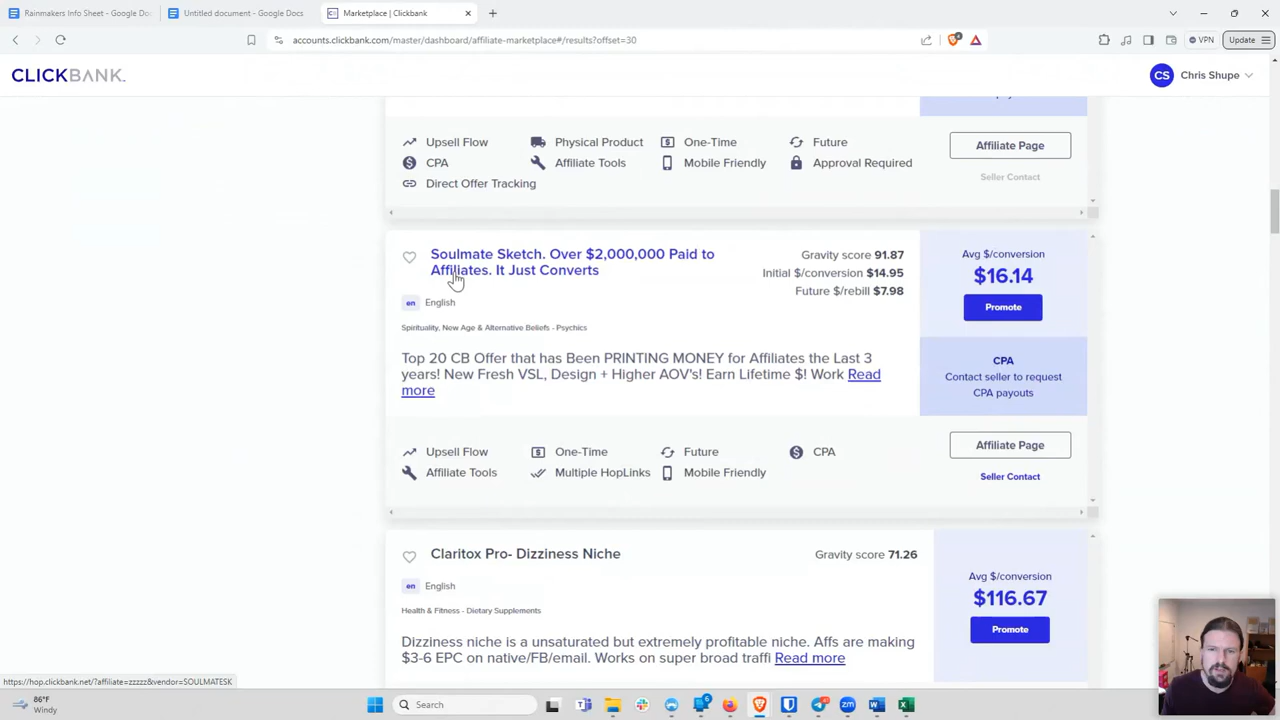 Rainmakers Info Sheet - Google Do
Untitled document - Google Docs
Marketplace | Clickbank
accounts.clickbank.com/master/dashboard/affiliate-marketplace#/results?offset=30
VPN
Update
CLICKBANK
CS
Chris Shupe
Upsell Flow
Physical Product
One-Time
Future
Affiliate Page
CPA
Affiliate Tools
Mobile Friendly
Approval Required
Direct Offer Tracking
Seller Contact
Soulmate Sketch. Over $2,000,000 Paid to
Affiliates. It Just Converts
Gravity score 91.87
Initial $/conversion $14.95
Future $/rebill $7.98
Avg $/conversion
$16.14
Promote
en English
Spirituality, New Age & Alternative Beliefs - Psychics
Top 20 CB Offer that has Been PRINTING MONEY for Affiliates the Last 3
years! New Fresh VSL, Design + Higher AOV's! Earn Lifetime $! Work Read
more
CPA
Contact seller to request
CPA payouts
Upsell Flow
One-Time
Future
CPA
Affiliate Page
Affiliate Tools
Multiple HopLinks
Mobile Friendly
Seller Contact
Claritox Pro- Dizziness Niche
Gravity score 71.26
Avg $/conversion
$116.67
Promote
en English
Health & Fitness - Dietary Supplements
Dizziness niche is a unsaturated but extremely profitable niche. Affs are making
$3-6 EPC on native/FB/email. Works on super broad traffi Read more
https://hop.clickbank.net/?affiliate=zzzzz&vendor=SOULMATESK
86°F
Windy
Search